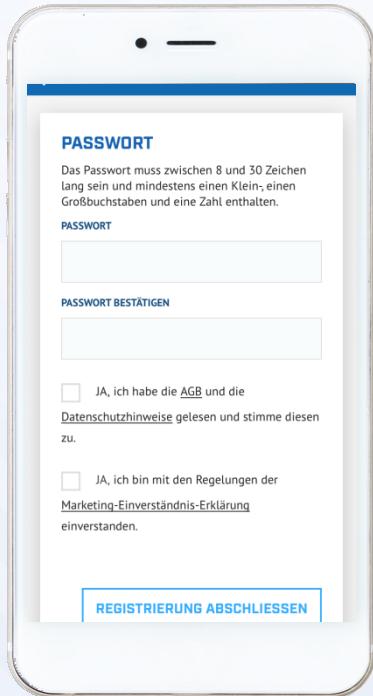 PASSWORT
Das Passwort muss zwischen 8 und 30 Zeichen
lang sein und mindestens einen Klein-, einen
Großbuchstaben und eine Zahl enthalten.
PASSWORT
PASSWORT BESTÄTIGEN
JA, ich habe die AGB und die
Datenschutzhinweise gelesen und stimme diesen
zu.
JA, ich bin mit den Regelungen der
Marketing-Einverständnis-Erklärung
einverstanden.
REGISTRIERUNG ABSCHLIESSEN